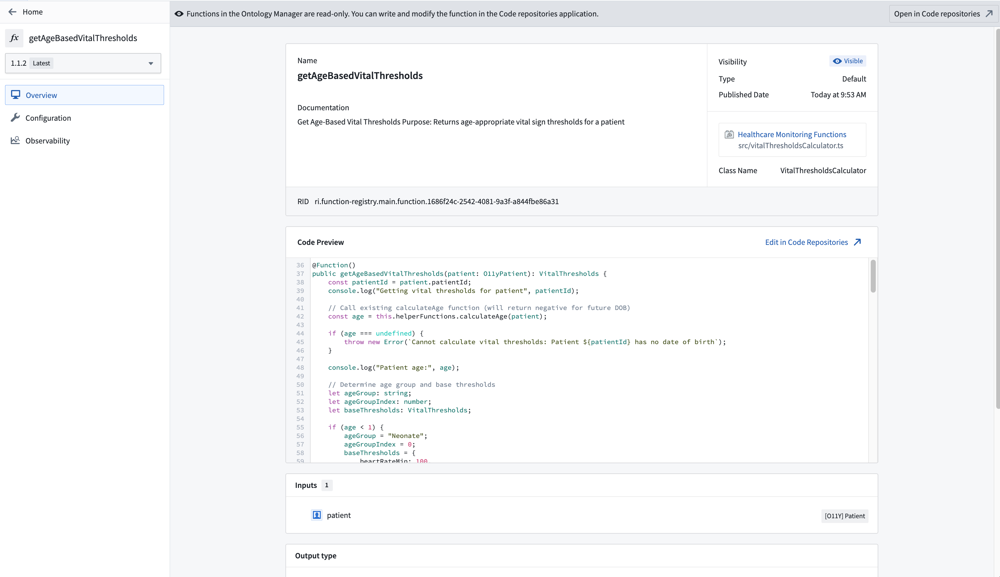 Home
Functions in the Ontology Manager are read-only. You can write and modify the function in the Code repositories application.
Open in Code repositories
fx getAgeBasedVitalThresholds
1.1.2 Latest
Overview
Configuration
Observability
Name
getAgeBasedVitalThresholds
Documentation
Get Age-Based Vital Thresholds Purpose: Returns age-appropriate vital sign thresholds for a patient
Visibility Visible
Type Default
Published Date Today at 9:53 AM
Healthcare Monitoring Functions
src/vitalThresholdsCalculator.ts
Class Name VitalThresholdsCalculator
RID ri.function-registry.main.function.1686f24c-2542-4081-9a3f-a844fbe86a31
Code Preview
Edit in Code Repositories
36 @Function()
37 public getAgeBasedVitalThresholds(patient: O11yPatient): VitalThresholds {
38 const patientId = patient.patientId;
39 console.log("Getting vital thresholds for patient", patientId);
40
41 // Call existing calculateAge function (will return negative for future DOB)
42 const age = this.helperFunctions.calculateAge(patient);
43
44 if (age === undefined) {
45 throw new Error(`Cannot calculate vital thresholds: Patient ${patientId} has no date of birth`);
46 }
47
48 console.log("Patient age:", age);
49
50 // Determine age group and base thresholds
51 let ageGroup: string;
52 let ageGroupIndex: number;
53 let baseThresholds: VitalThresholds;
54
55 if (age < 1) {
56 ageGroup = "Neonate";
57 ageGroupIndex = 0;
58 baseThresholds = {
59 heartRateMin: 100,
Inputs 1
patient
[O11Y] Patient
Output type